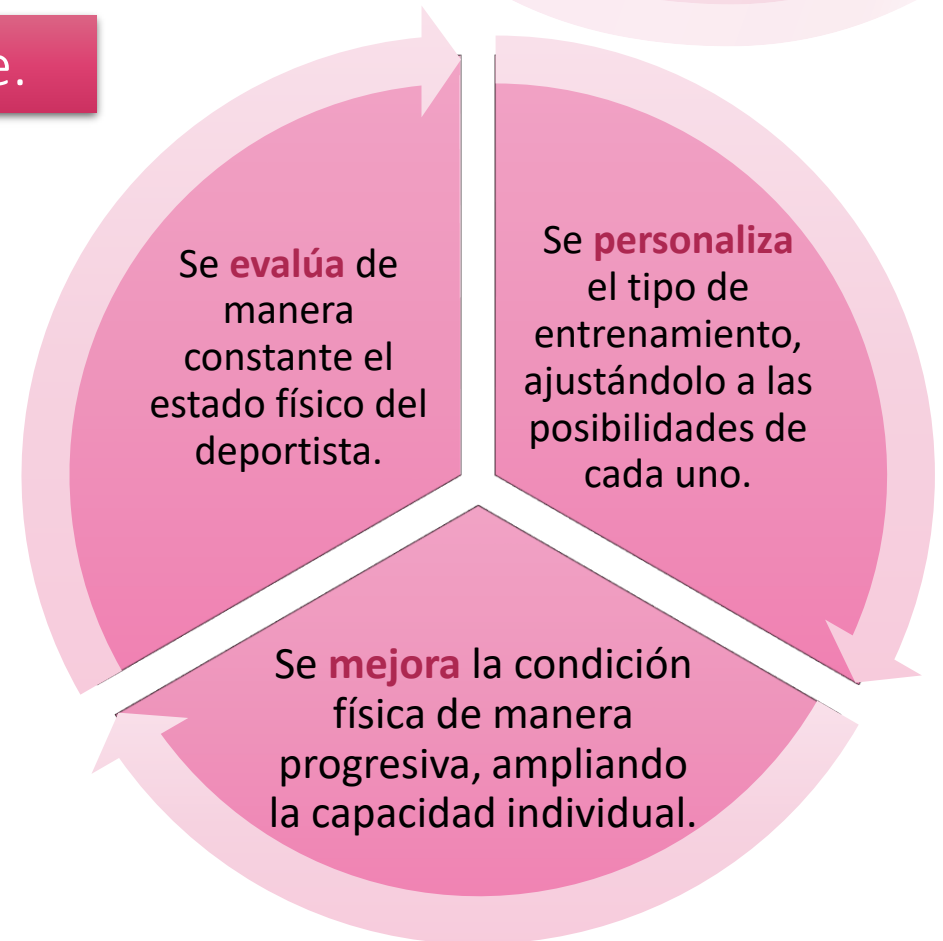 e.
Se evalúa de
manera
constante el
estado físico del
deportista.
Se personaliza
el tipo de
entrenamiento,
ajustándolo a las
posibilidades de
cada uno.
Se mejora la condición
física de manera
progresiva, ampliando
la capacidad individual.